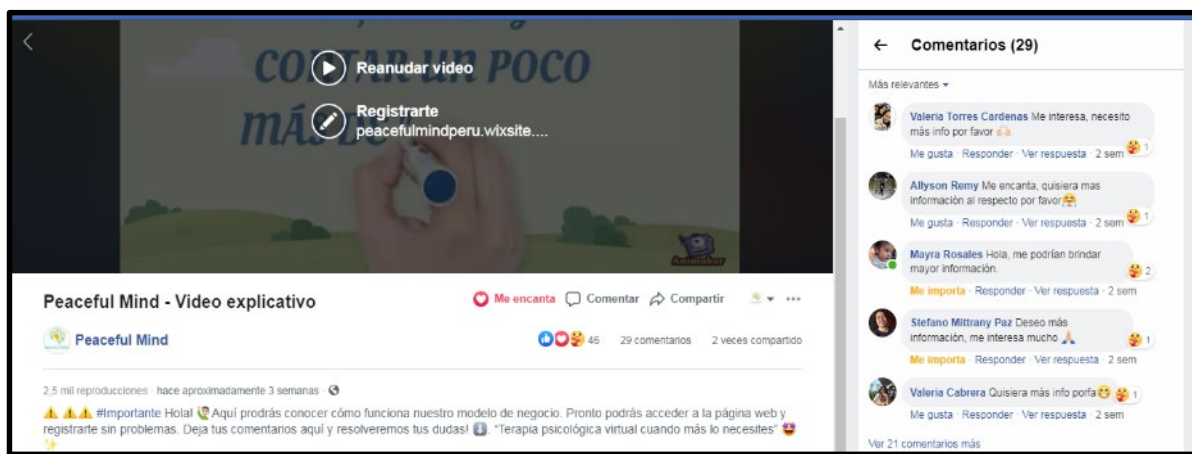 CONTAR UN POCO
Reanudar video
MÁS DE
Registrarte
peacefulmindperu.wixsite....
Animaker
Peaceful Mind - Video explicativo
Me encanta Comentar Compartir
Peaceful Mind
46 29 comentarios 2 veces compartido
2,5 mil reproducciones · hace aproximadamente 3 semanas ·
#Importante Hola! Aquí prodrás conocer cómo funciona nuestro modelo de negocio. Pronto podrás acceder a la página web y
registrarte sin problemas. Deja tus comentarios aquí y resolveremos tus dudas! . "Terapia psicológica virtual cuando más lo necesites"
Comentarios (29)
Más relevantes
Valeria Torres Cardenas Me interesa, necesito
más info por favor
1
Me gusta · Responder · Ver respuesta · 2 sem
Allyson Remy Me encanta, quisiera mas
información al respecto por favor
1
Me gusta · Responder · Ver respuesta · 2 sem
Mayra Rosales Hola, me podrían brindar
mayor información.
2
Me importa · Responder · Ver respuesta · 2 sem
Stefano Mittrany Paz Deseo más
información, me interesa mucho
1
Me importa · Responder · Ver respuesta · 2 sem
Valeria Cabrera Quisiera más info porfa
1
Me gusta · Responder · Ver respuesta · 2 sem
Ver 21 comentarios más